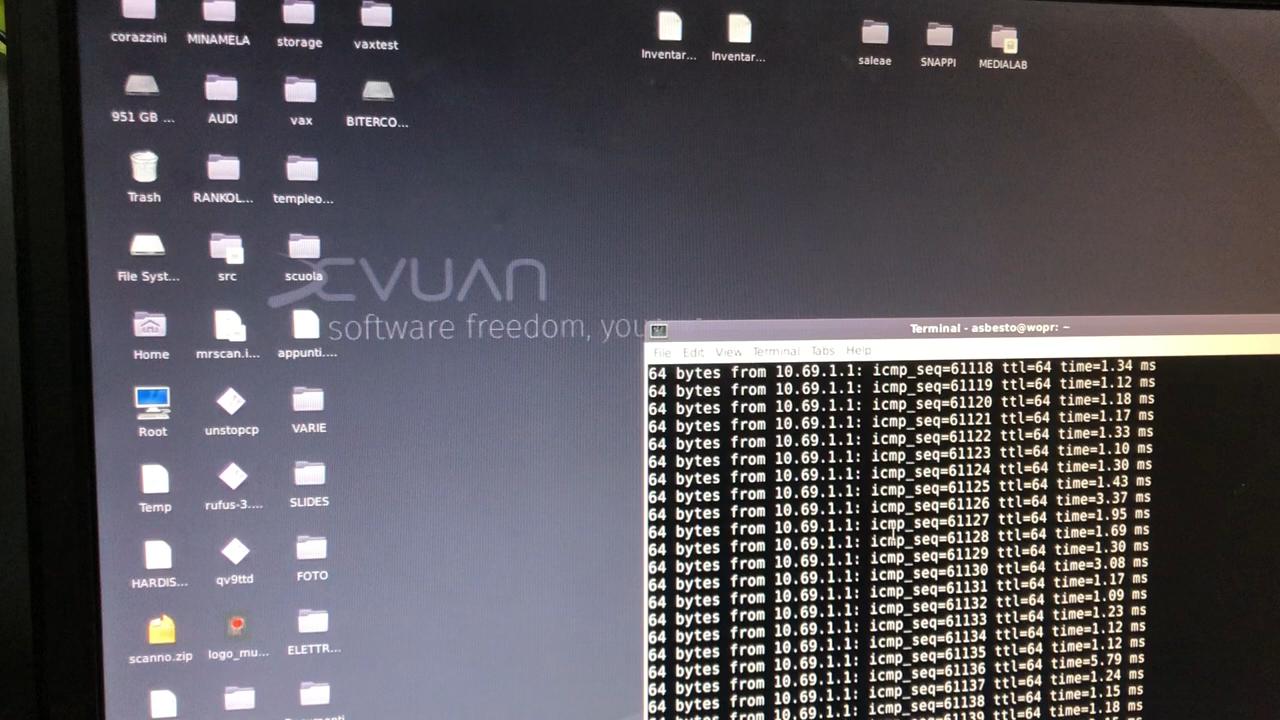 corazzini
MINAMELA
storage
vaxtest
Inventar...
Inventar...
saleae
SNAPPI
MEDIALAB
951 GB ...
AUDI
vax
BITERCO...
Trash
RANKOL...
templeo...
File Syst...
src
scuola
DEVUAN
software freedom, you
Home
mrscan.i...
appunti....
Root
unstopcp
VARIE
Temp
rufus-3....
SLIDES
HARDIS...
qv9ttd
FOTO
scanno.zip
logo_mu...
ELETTR...
Terminal - asbesto@wopr: ~
File Edit View Terminal Tabs Help
64 bytes from 10.69.1.1: icmp_seq=61118 ttl=64 time=1.34 ms
64 bytes from 10.69.1.1: icmp_seq=61119 ttl=64 time=1.12 ms
64 bytes from 10.69.1.1: icmp_seq=61120 ttl=64 time=1.18 ms
64 bytes from 10.69.1.1: icmp_seq=61121 ttl=64 time=1.17 ms
64 bytes from 10.69.1.1: icmp_seq=61122 ttl=64 time=1.33 ms
64 bytes from 10.69.1.1: icmp_seq=61123 ttl=64 time=1.10 ms
64 bytes from 10.69.1.1: icmp_seq=61124 ttl=64 time=1.30 ms
64 bytes from 10.69.1.1: icmp_seq=61125 ttl=64 time=1.43 ms
64 bytes from 10.69.1.1: icmp_seq=61126 ttl=64 time=3.37 ms
64 bytes from 10.69.1.1: icmp_seq=61127 ttl=64 time=1.95 ms
64 bytes from 10.69.1.1: icmp_seq=61128 ttl=64 time=1.69 ms
64 bytes from 10.69.1.1: icmp_seq=61129 ttl=64 time=1.30 ms
64 bytes from 10.69.1.1: icmp_seq=61130 ttl=64 time=3.08 ms
64 bytes from 10.69.1.1: icmp_seq=61131 ttl=64 time=1.17 ms
64 bytes from 10.69.1.1: icmp_seq=61132 ttl=64 time=1.09 ms
64 bytes from 10.69.1.1: icmp_seq=61133 ttl=64 time=1.23 ms
64 bytes from 10.69.1.1: icmp_seq=61134 ttl=64 time=1.12 ms
64 bytes from 10.69.1.1: icmp_seq=61135 ttl=64 time=1.12 ms
64 bytes from 10.69.1.1: icmp_seq=61136 ttl=64 time=5.79 ms
64 bytes from 10.69.1.1: icmp_seq=61137 ttl=64 time=1.24 ms
64 bytes from 10.69.1.1: icmp_seq=61138 ttl=64 time=1.15 ms
64 bytes from 10.69.1.1: icmp_seq=61139 ttl=64 time=1.18 ms